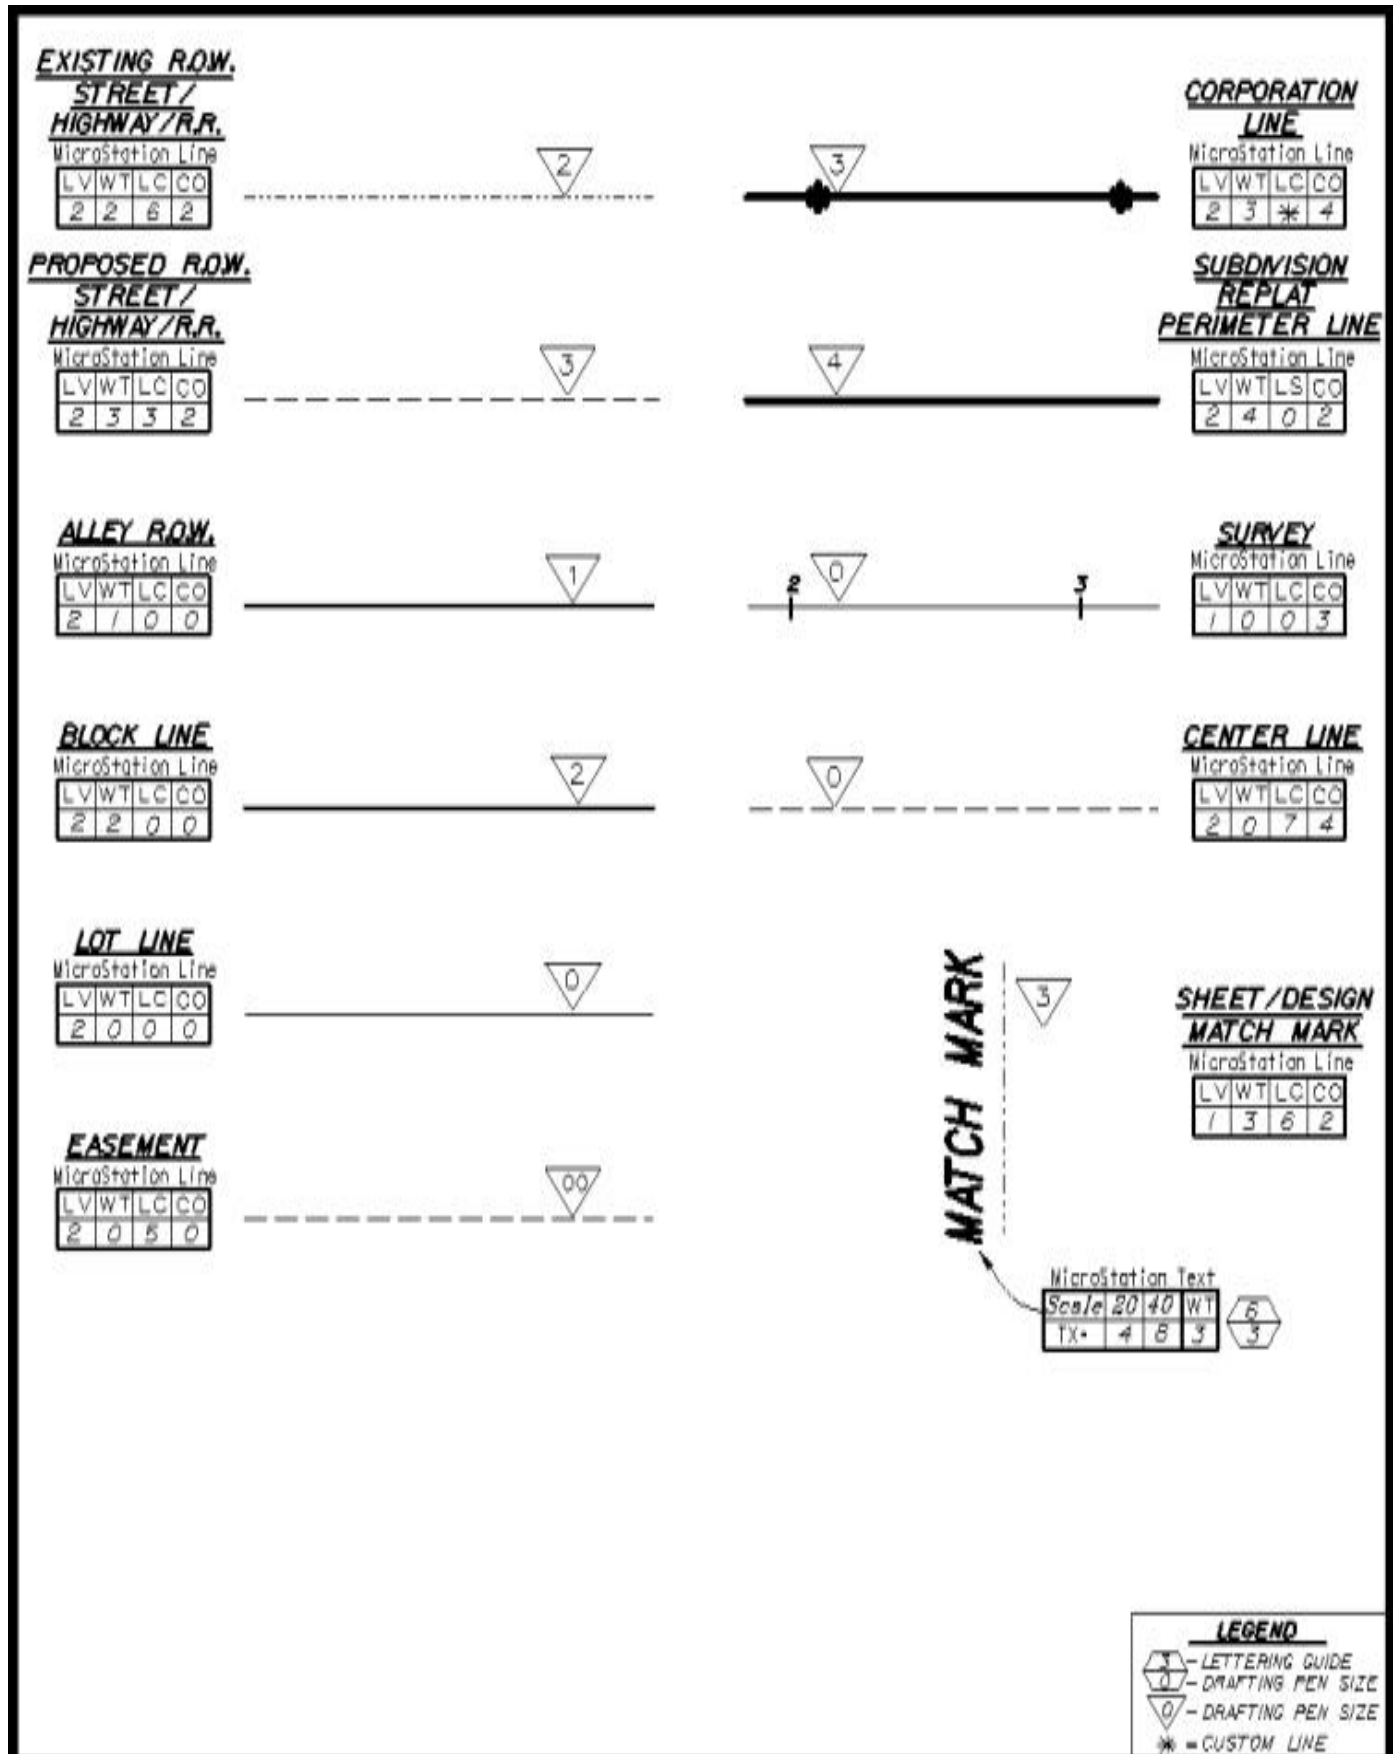 EXISTING R.O.W.
STREET/
HIGHWAY/R.R.
MicroStation Line
LV WT LC CO
2 2 6 2
2
PROPOSED R.O.W.
STREET/
HIGHWAY/R.R.
MicroStation Line
LV WT LC CO
2 3 3 2
3
ALLEY R.O.W.
MicroStation Line
LV WT LC CO
2 1 0 0
1
BLOCK LINE
MicroStation Line
LV WT LC CO
2 2 0 0
2
LOT LINE
MicroStation Line
LV WT LC CO
2 0 0 0
0
EASEMENT
MicroStation Line
LV WT LC CO
2 0 5 0
00
3
CORPORATION
LINE
MicroStation Line
LV WT LC CO
2 3 * 4
4
SUBDIVISION
REPLAT
PERIMETER LINE
MicroStation Line
LV WT LS CO
2 4 0 2
2 0 3
SURVEY
MicroStation Line
LV WT LC CO
1 0 0 3
0
CENTER LINE
MicroStation Line
LV WT LC CO
2 0 7 4
MATCH MARK
3
SHEET/DESIGN
MATCH MARK
MicroStation Line
LV WT LC CO
1 3 6 2
MicroStation Text
Scale 20 40 WT
TX= 4 8 3
6
3
LEGEND
3 - LETTERING GUIDE
0 - DRAFTING PEN SIZE
0 - DRAFTING PEN SIZE
* = CUSTOM LINE